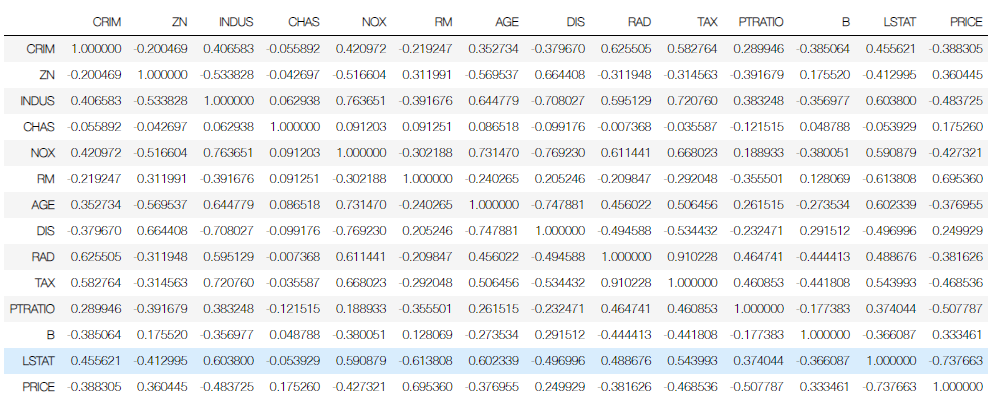 CRIM ZN INDUS CHAS NOX RM AGE DIS RAD TAX PTRATIO B LSTAT PRICE
CRIM 1.000000 -0.200469 0.406583 -0.055892 0.420972 -0.219247 0.352734 -0.379670 0.625505 0.582764 0.289946 -0.385064 0.455621 -0.388305
ZN -0.200469 1.000000 -0.533828 -0.042697 -0.516604 0.311991 -0.569537 0.664408 -0.311948 -0.314563 -0.391679 0.175520 -0.412995 0.360445
INDUS 0.406583 -0.533828 1.000000 0.062938 0.763651 -0.391676 0.644779 -0.708027 0.595129 0.720760 0.383248 -0.356977 0.603800 -0.483725
CHAS -0.055892 -0.042697 0.062938 1.000000 0.091203 0.091251 0.086518 -0.099176 -0.007368 -0.035587 -0.121515 0.048788 -0.053929 0.175260
NOX 0.420972 -0.516604 0.763651 0.091203 1.000000 -0.302188 0.731470 -0.769230 0.611441 0.668023 0.188933 -0.380051 0.590879 -0.427321
RM -0.219247 0.311991 -0.391676 0.091251 -0.302188 1.000000 -0.240265 0.205246 -0.209847 -0.292048 -0.355501 0.128069 -0.613808 0.695360
AGE 0.352734 -0.569537 0.644779 0.086518 0.731470 -0.240265 1.000000 -0.747881 0.456022 0.506456 0.261515 -0.273534 0.602339 -0.376955
DIS -0.379670 0.664408 -0.708027 -0.099176 -0.769230 0.205246 -0.747881 1.000000 -0.494588 -0.534432 -0.232471 0.291512 -0.496996 0.249929
RAD 0.625505 -0.311948 0.595129 -0.007368 0.611441 -0.209847 0.456022 -0.494588 1.000000 0.910228 0.464741 -0.444413 0.488676 -0.381626
TAX 0.582764 -0.314563 0.720760 -0.035587 0.668023 -0.292048 0.506456 -0.534432 0.910228 1.000000 0.460853 -0.441808 0.543993 -0.468536
PTRATIO 0.289946 -0.391679 0.383248 -0.121515 0.188933 -0.355501 0.261515 -0.232471 0.464741 0.460853 1.000000 -0.177383 0.374044 -0.507787
B -0.385064 0.175520 -0.356977 0.048788 -0.380051 0.128069 -0.273534 0.291512 -0.444413 -0.441808 -0.177383 1.000000 -0.366087 0.333461
LSTAT 0.455621 -0.412995 0.603800 -0.053929 0.590879 -0.613808 0.602339 -0.496996 0.488676 0.543993 0.374044 -0.366087 1.000000 -0.737663
PRICE -0.388305 0.360445 -0.483725 0.175260 -0.427321 0.695360 -0.376955 0.249929 -0.381626 -0.468536 -0.507787 0.333461 -0.737663 1.000000